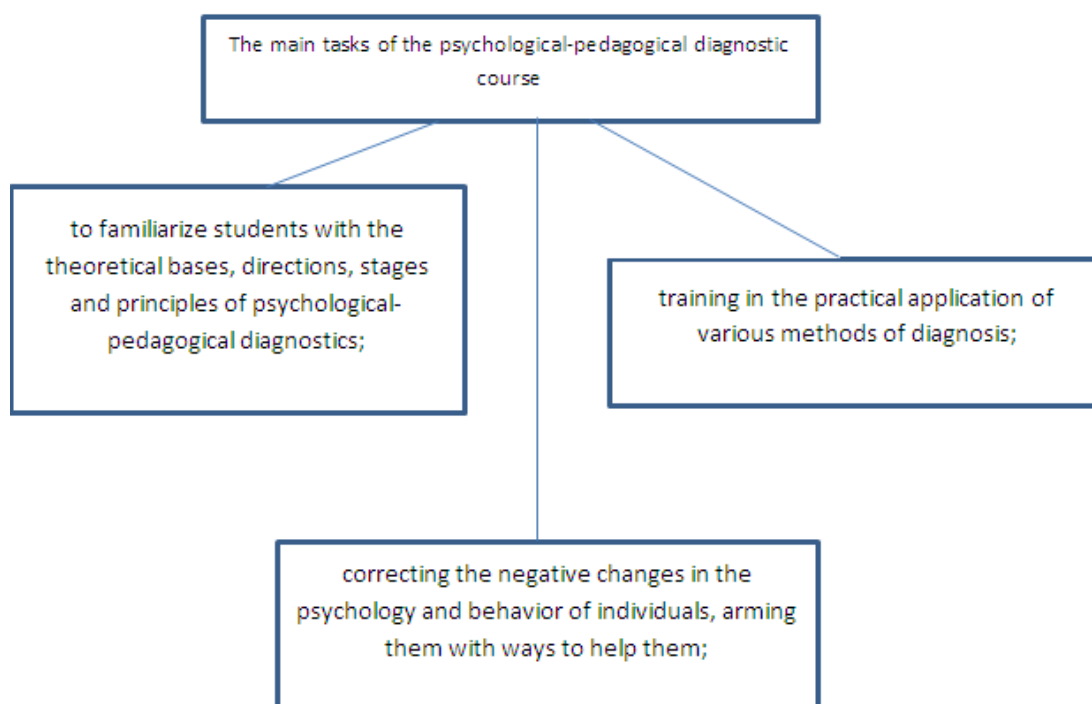 The main tasks of the psychological-pedagogical diagnostic
course
to familiarize students with the
theoretical bases, directions, stages
and principles of psychological-
pedagogical diagnostics;
training in the practical application of
various methods of diagnosis;
correcting the negative changes in the
psychology and behavior of individuals, arming
them with ways to help them;